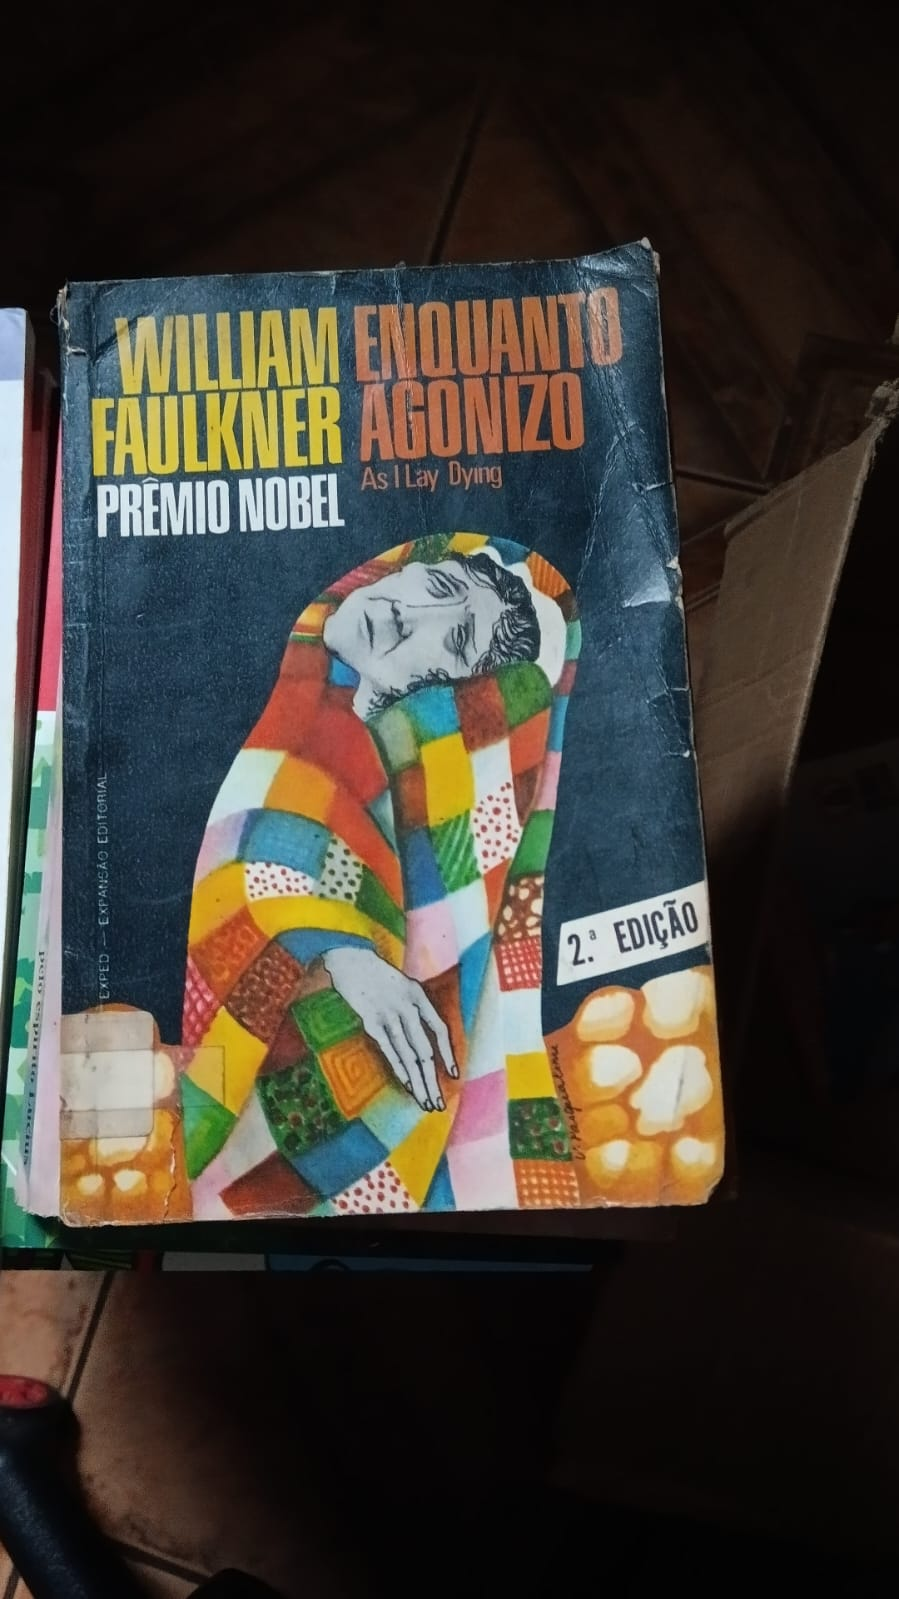 WILLIAM
FAULKNER
PRÊMIO NOBEL
ENQUANTO
AGONIZO
As I Lay Dying
EXPED — EXPANSÃO EDITORIAL
2.ª EDIÇÃO